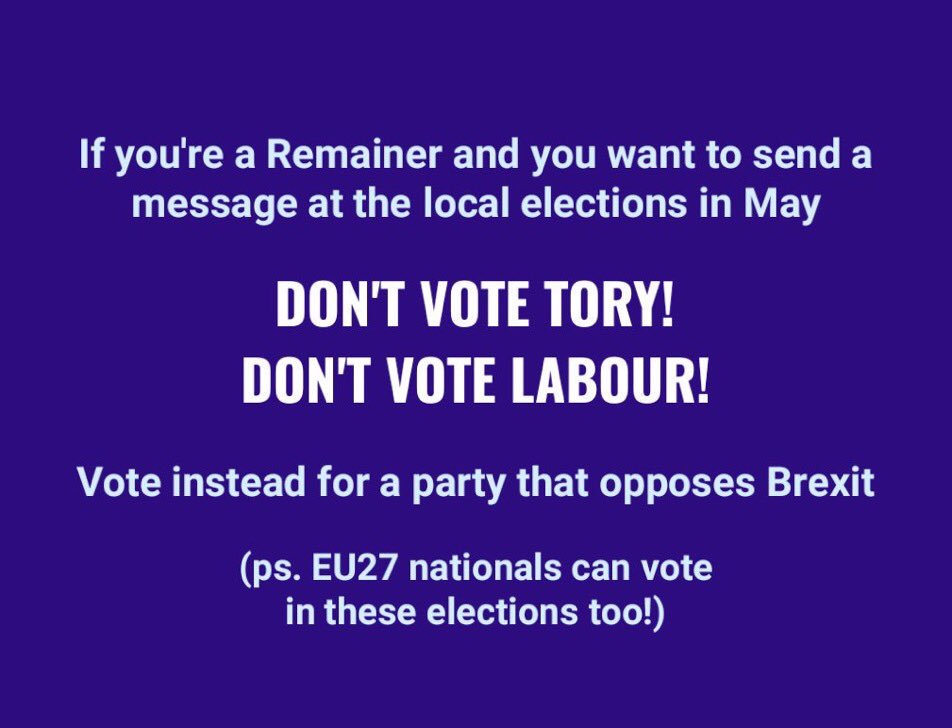 If you're a Remainer and you want to send a
message at the local elections in May
DON'T VOTE TORY!
DON'T VOTE LABOUR!
Vote instead for a party that opposes Brexit
(ps. EU27 nationals can vote
in these elections too!)